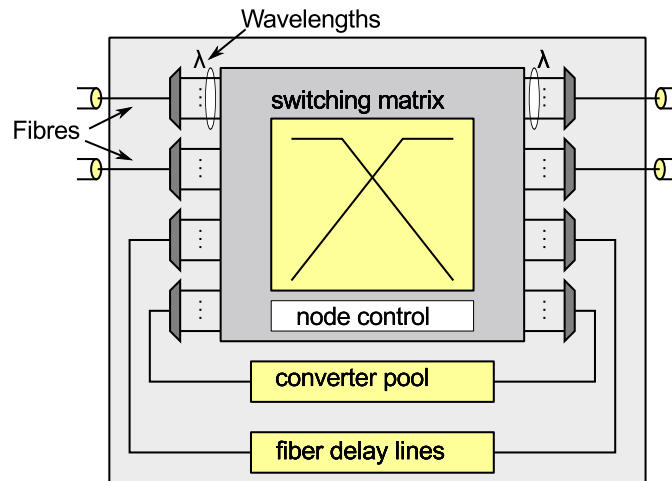 Wavelengths
λ
λ
switching matrix
Fibres
node control
converter pool
fiber delay lines